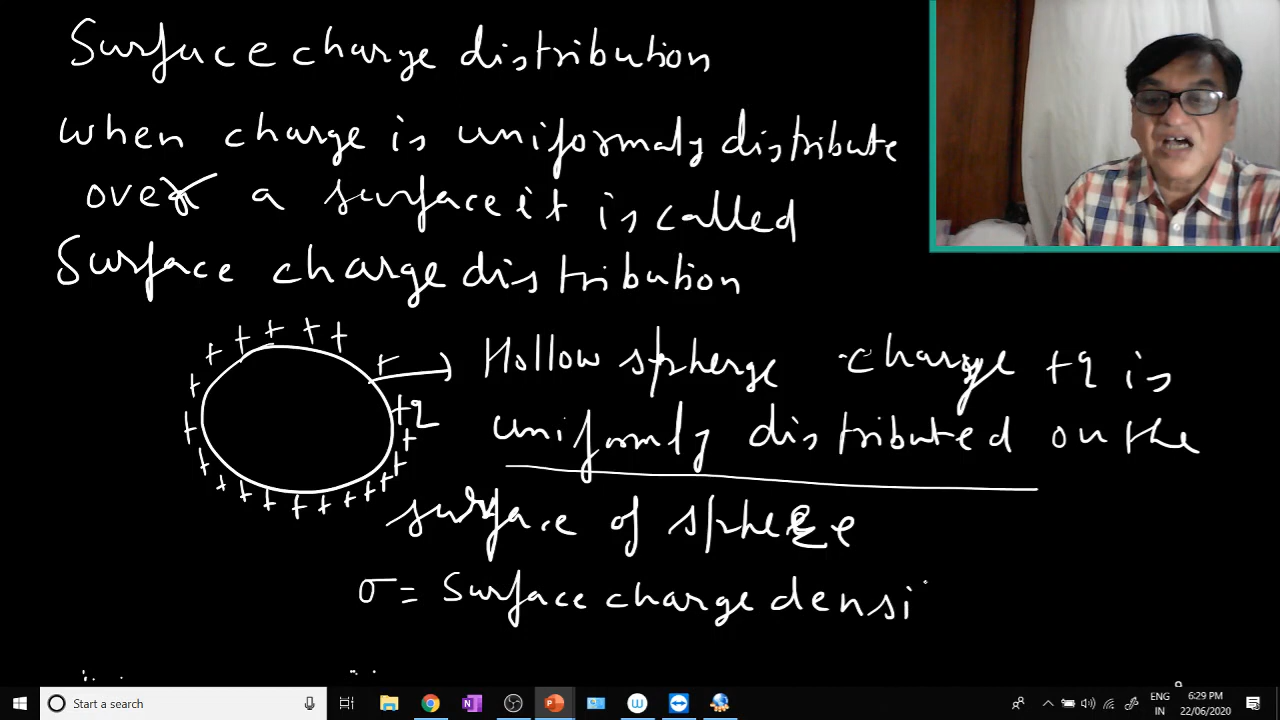 Surface charge distribution
when charge is uniformaly distribute
over a surface it is called
Surface charge distribution
+ + + + + + + + +
Hollow spherge charge +q is
+q
uniformly distributed on the
+ + + + + + + + + + + +
surface of sphere
σ = Surface charge densi
Start a search
ENG
IN
6:29 PM
22/06/2020